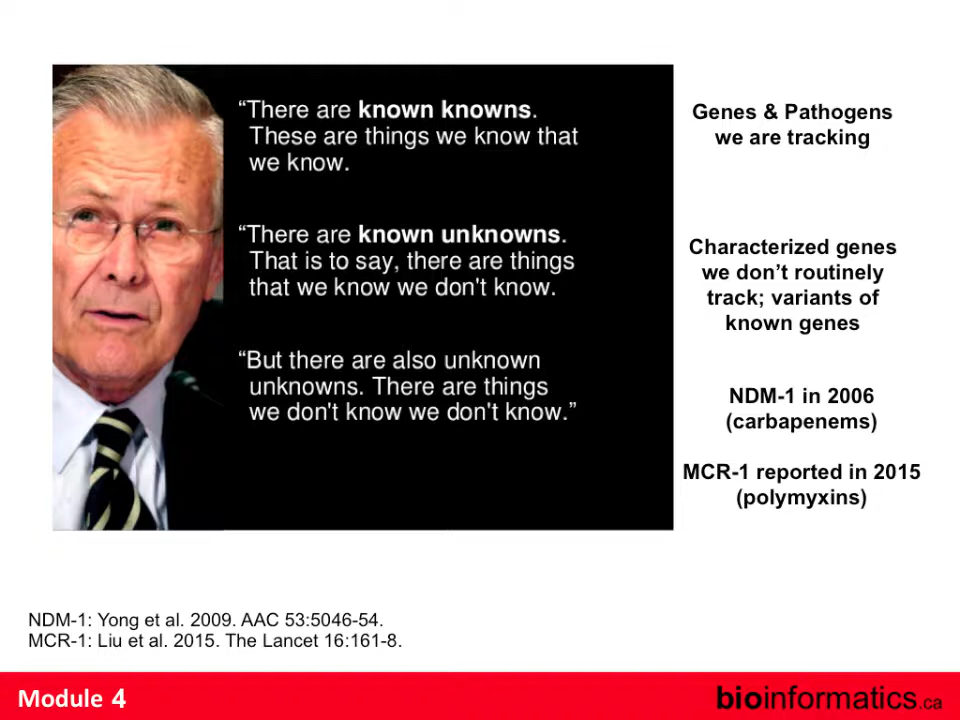 “There are known knowns.
These are things we know that
we know.
“There are known unknowns.
That is to say, there are things
that we know we don't know.
“But there are also unknown
unknowns. There are things
we don't know we don't know.”
Genes & Pathogens
we are tracking
Characterized genes
we don’t routinely
track; variants of
known genes
NDM-1 in 2006
(carbapenems)
MCR-1 reported in 2015
(polymyxins)
NDM-1: Yong et al. 2009. AAC 53:5046-54.
MCR-1: Liu et al. 2015. The Lancet 16:161-8.
Module 4
bioinformatics.ca